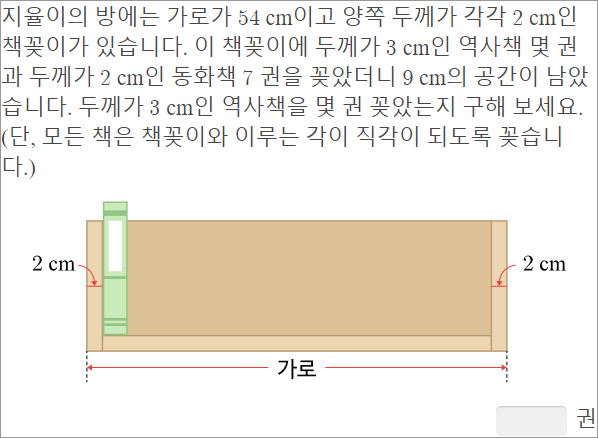 지율이의 방에는 가로가 54 cm이고 양쪽 두께가 각각 2 cm인
책꽂이가 있습니다. 이 책꽂이에 두께가 3 cm인 역사책 몇 권
과 두께가 2 cm인 동화책 7 권을 꽂았더니 9 cm의 공간이 남았
습니다. 두께가 3 cm인 역사책을 몇 권 꽂았는지 구해 보세요.
(단, 모든 책은 책꽂이와 이루는 각이 직각이 되도록 꽂습니
다.)
2 cm
2 cm
가로
권